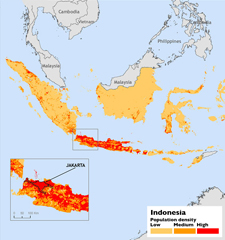 Cambodia
Vietnam
Philippines
Malaysia
Malaysia
JAKARTA
Indonesia
Population density
Low Medium High